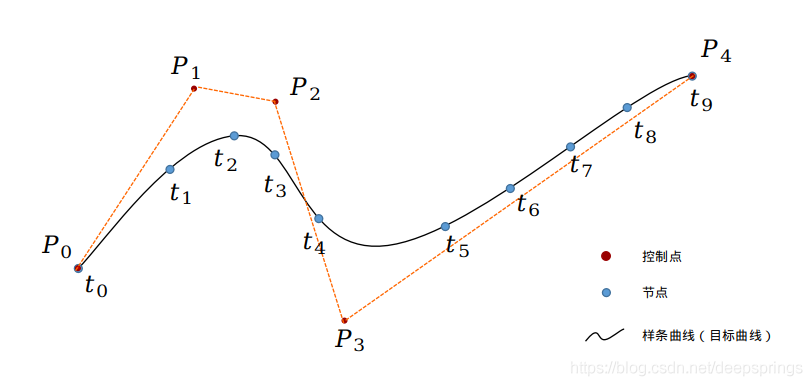 P1
P2
P4
t9
t2
t8
t3
t7
t1
t6
P0
t4
t5
t0
控制点
节点
P3
样条曲线（目标曲线）
https://blog.csdn.net/deepsprings